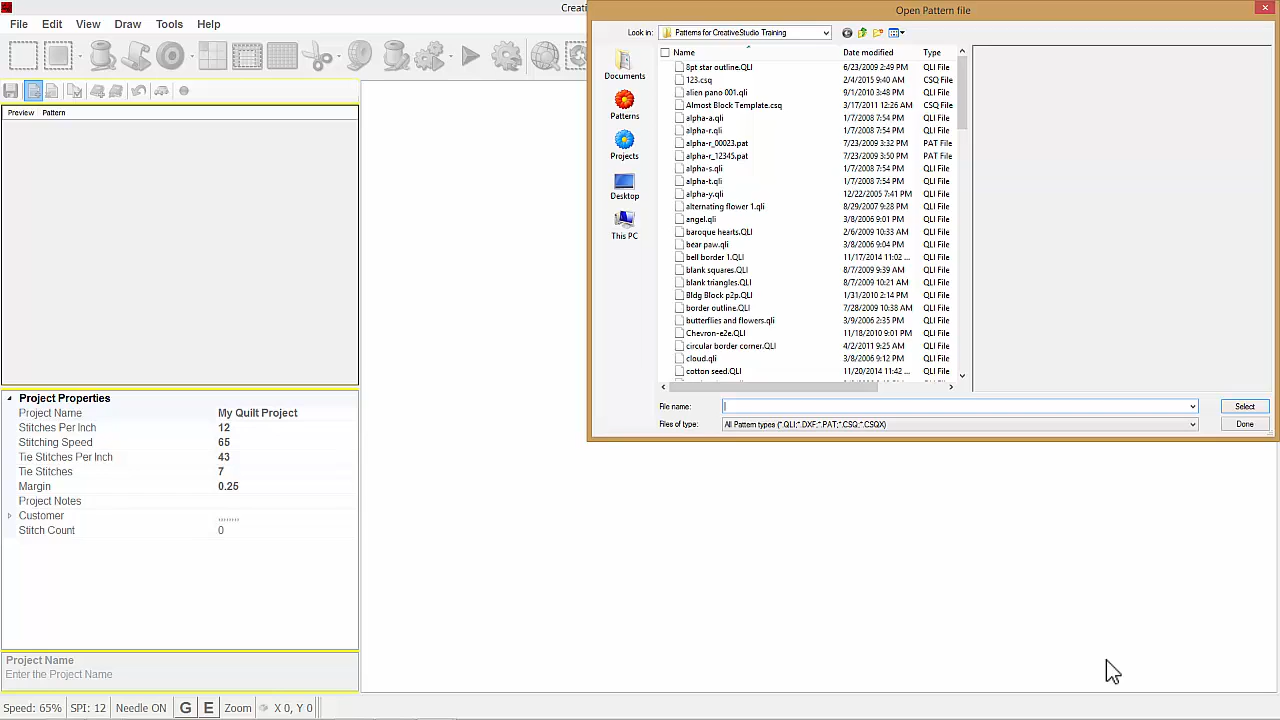 Creati
File Edit View Draw Tools Help
Preview Pattern
Project Properties
Project Name My Quilt Project
Stitches Per Inch 12
Stitching Speed 65
Tie Stitches Per Inch 43
Tie Stitches 7
Margin 0.25
Project Notes
Customer ,,,,,,,,
Stitch Count 0
Project Name
Enter the Project Name
Speed: 65% SPI: 12 Needle ON G E Zoom X 0, Y 0
Open Pattern file
Look in: Patterns for CreativeStudio Training
Documents
Patterns
Projects
Desktop
This PC
Name Date modified Type
8pt star outline.QLI 6/23/2009 2:49 PM QLI File
123.csq 2/4/2015 9:40 AM CSQ File
alien pano 001.qli 9/1/2010 3:48 PM QLI File
Almost Block Template.csq 3/17/2011 12:26 AM CSQ File
alpha-a.qli 1/7/2008 7:54 PM QLI File
alpha-r.qli 1/7/2008 7:54 PM QLI File
alpha-r_00023.pat 7/23/2009 3:32 PM PAT File
alpha-r_12345.pat 7/23/2009 3:50 PM PAT File
alpha-s.qli 1/7/2008 7:54 PM QLI File
alpha-t.qli 1/7/2008 7:54 PM QLI File
alpha-y.qli 12/22/2005 7:41 PM QLI File
alternating flower 1.qli 8/29/2007 9:28 PM QLI File
angel.qli 3/8/2006 9:01 PM QLI File
baroque hearts.QLI 2/6/2009 10:33 AM QLI File
bear paw.qli 3/8/2006 9:04 PM QLI File
bell border 1.QLI 11/17/2014 11:02 ... QLI File
blank squares.QLI 8/7/2009 9:39 AM QLI File
blank triangles.QLI 8/7/2009 10:21 AM QLI File
Bldg Block p2p.QLI 1/31/2010 2:14 PM QLI File
border outline.QLI 7/28/2009 10:38 AM QLI File
butterflies and flowers.qli 3/9/2006 2:35 PM QLI File
Chevron-e2e.QLI 11/18/2010 9:01 PM QLI File
circular border corner.QLI 4/2/2011 9:25 AM QLI File
cloud.qli 3/8/2006 9:12 PM QLI File
cotton seed.QLI 11/20/2014 11:42 ... QLI File
File name: Select
Files of type: All Pattern types (*.QLI;*.DXF;*.PAT;*.CSQ;*.CSQX) Done